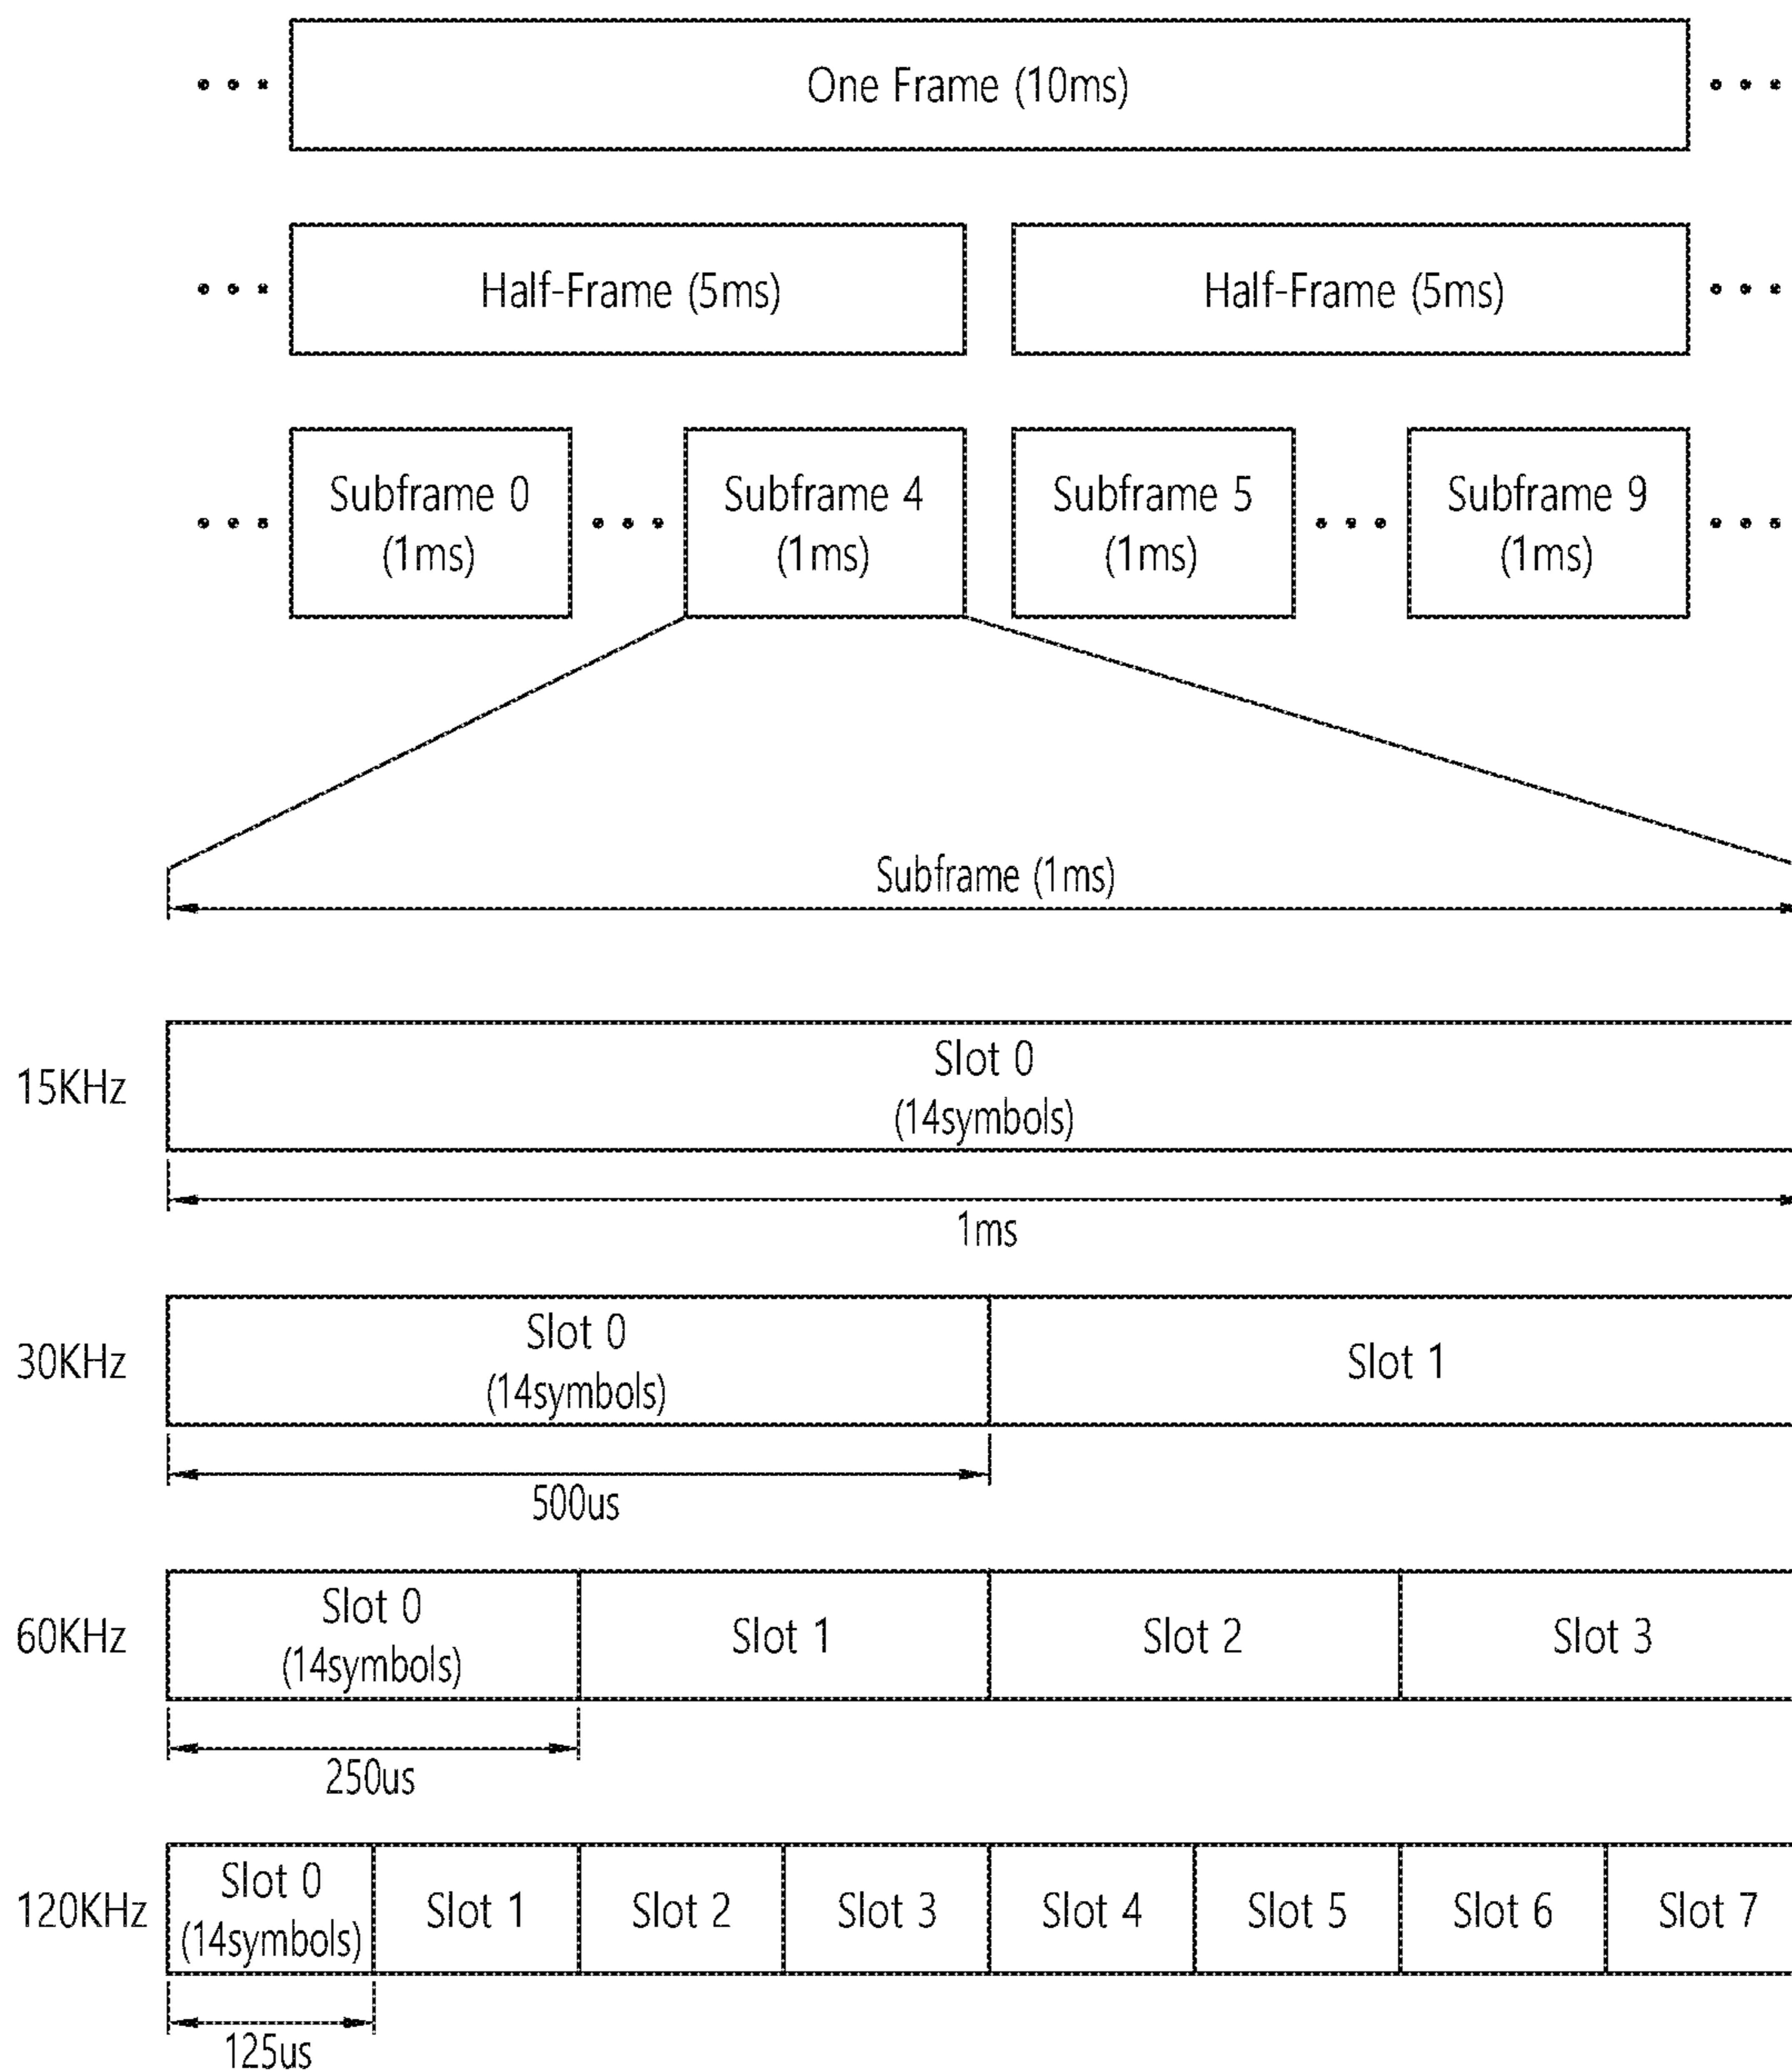 One Frame (10ms)
Half-Frame (5ms)
Half-Frame (5ms)
Subframe 0
(1ms)
Subframe 4
(1ms)
Subframe 5
(1ms)
Subframe 9
(1ms)
Subframe (1ms)
15KHz
Slot 0
(14symbols)
1ms
30KHz
Slot 0
(14symbols)
Slot 1
500us
60KHz
Slot 0
(14symbols)
Slot 1
Slot 2
Slot 3
250us
120KHz
Slot 0
(14symbols)
Slot 1
Slot 2
Slot 3
Slot 4
Slot 5
Slot 6
Slot 7
125us